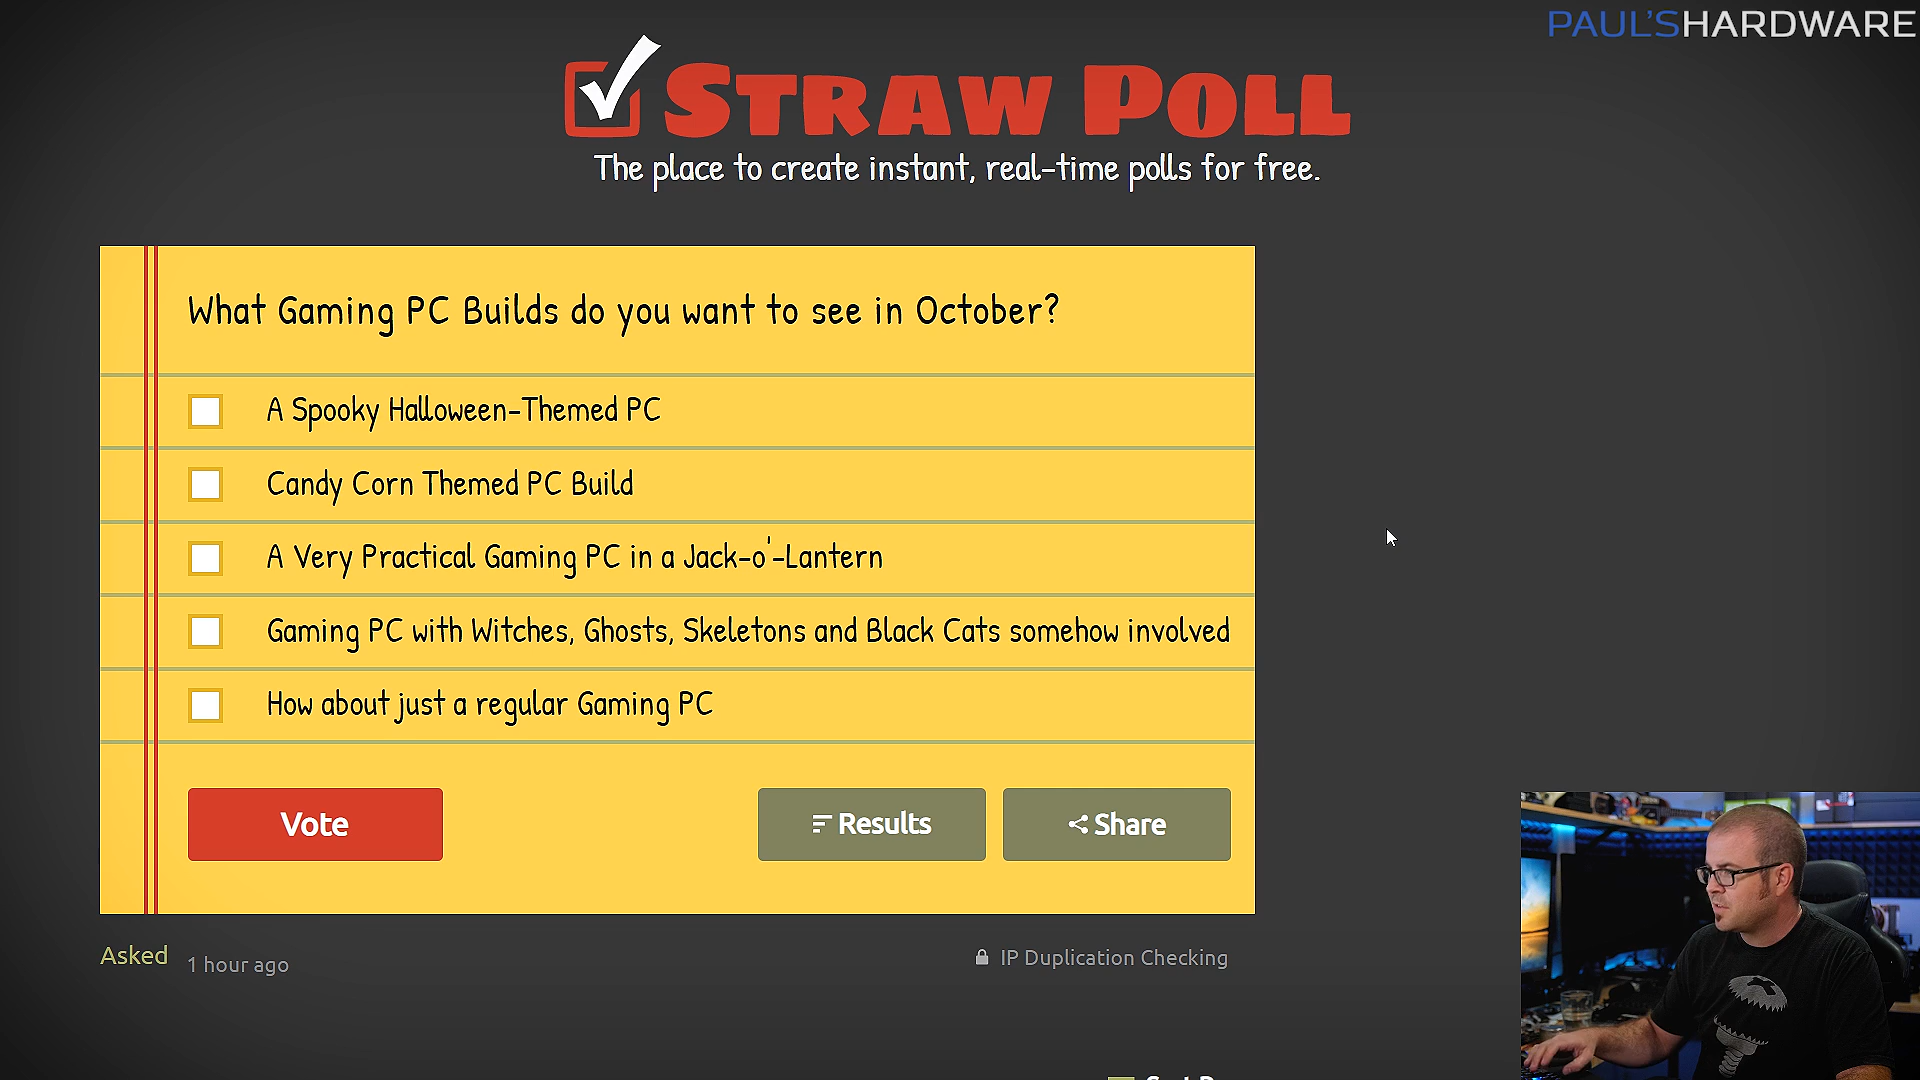 PAUL'SHARDWARE
STRAW POLL
The place to create instant, real-time polls for free.
What Gaming PC Builds do you want to see in October?
A Spooky Halloween-Themed PC
Candy Corn Themed PC Build
A Very Practical Gaming PC in a Jack-o'-Lantern
Gaming PC with Witches, Ghosts, Skeletons and Black Cats somehow involved
How about just a regular Gaming PC
Vote
Results
Share
Asked 1 hour ago
IP Duplication Checking